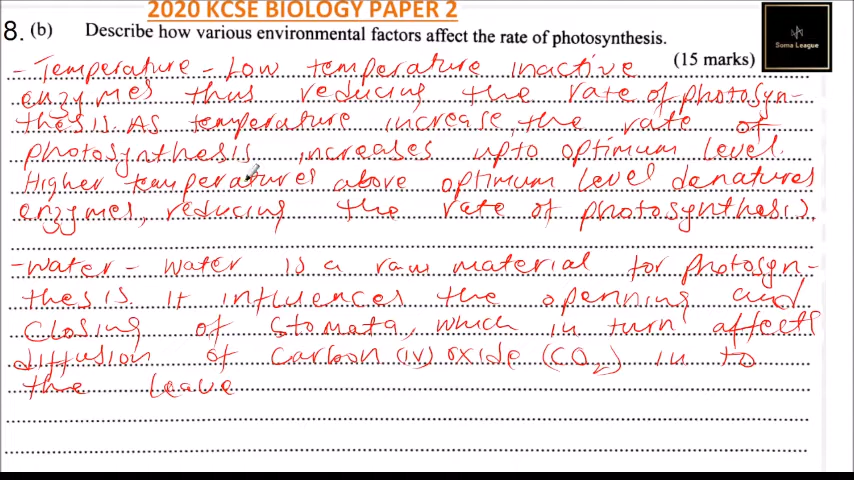 2020 KCSE BIOLOGY PAPER 2
8. (b) Describe how various environmental factors affect the rate of photosynthesis.
(15 marks)
Soma League
- Temperature - Low temperature inactive
enzymes thus reducing the rate of photosyn-
thesis. As temperature increase, the rate of
photosynthesis increases upto optimum level.
Higher temperatures above optimum level denatures
enzymes, reducing the rate of photosynthesis.
- Water - Water is a raw material for photosyn-
thesis. It influences the openning and
closing of stomata, which in turn affects
diffusion of carbon (iv) oxide (CO₂) in to
the leave